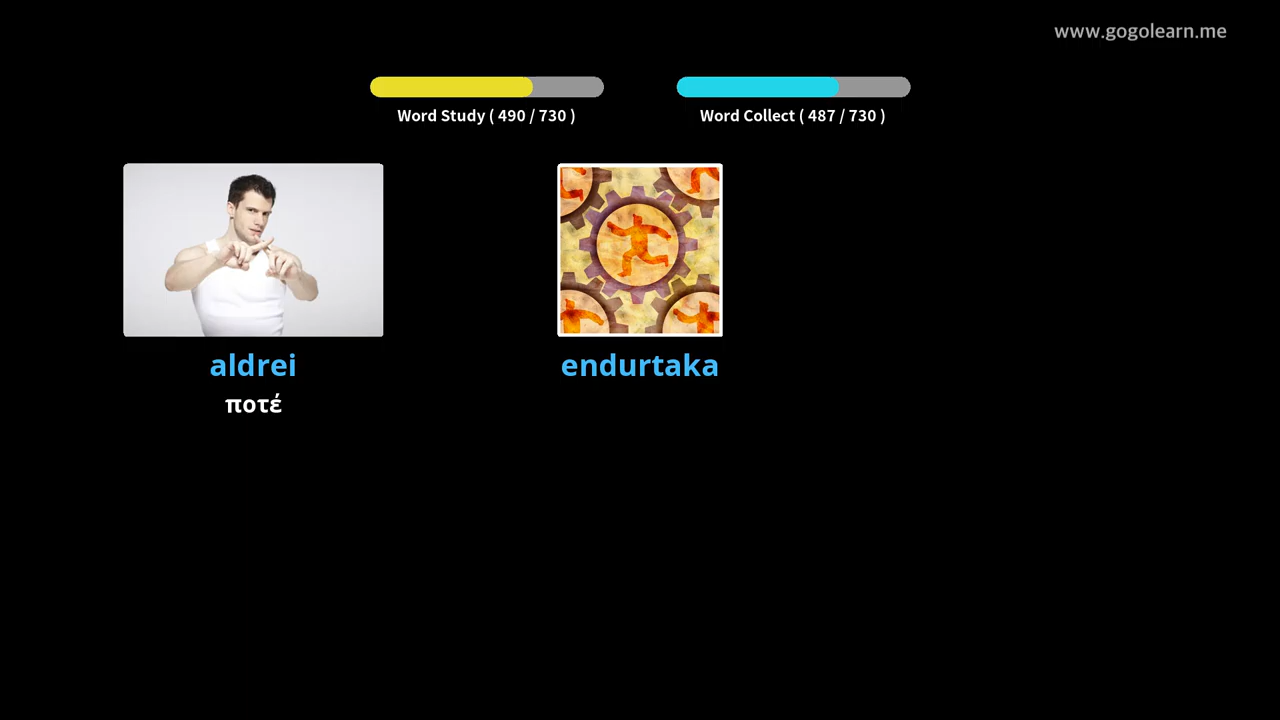 www.gogolearn.me
Word Study ( 490 / 730 )
Word Collect ( 487 / 730 )
aldrei
endurtaka
ποτέ